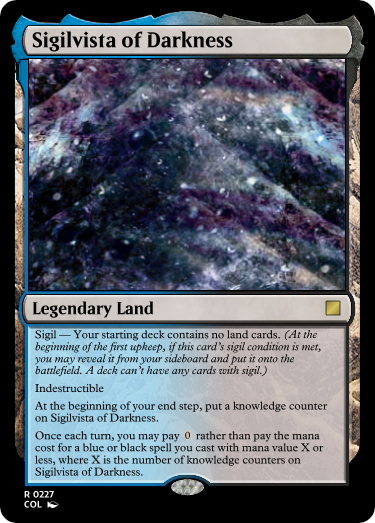 Sigilvista of Darkness
Legendary Land
Sigil — Your starting deck contains no land cards. (At the
beginning of the first upkeep, if this card's sigil condition is met,
you may reveal it from your sideboard and put it onto the
battlefield. A deck can't have any cards with sigil.)
Indestructible
At the beginning of your end step, put a knowledge counter
on Sigilvista of Darkness.
Once each turn, you may pay 0 rather than pay the mana
cost for a blue or black spell you cast with mana value X or
less, where X is the number of knowledge counters on
Sigilvista of Darkness.
R 0227
COL